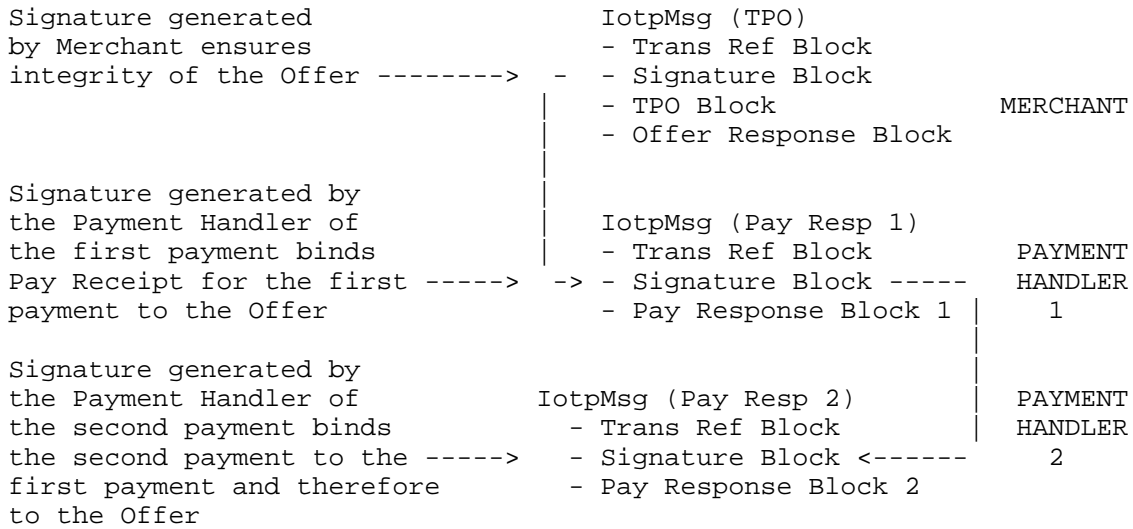 Signature generated                     IotpMsg (TPO)
by Merchant ensures                     - Trans Ref Block
integrity of the Offer -------->  -  - Signature Block
                                 |   - TPO Block            MERCHANT
                                 |   - Offer Response Block
                                 |
Signature generated by           |
the Payment Handler of           |   IotpMsg (Pay Resp 1)
the first payment binds          |   - Trans Ref Block       PAYMENT
Pay Receipt for the first ----->  -> - Signature Block -----   HANDLER
payment to the Offer                 - Pay Response Block 1 |    1
                                                            |
Signature generated by                                      |
the Payment Handler of           IotpMsg (Pay Resp 2)       |  PAYMENT
the second payment binds           - Trans Ref Block        |  HANDLER
the second payment to the ----->   - Signature Block <------     2
first payment and therefore        - Pay Response Block 2
to the Offer